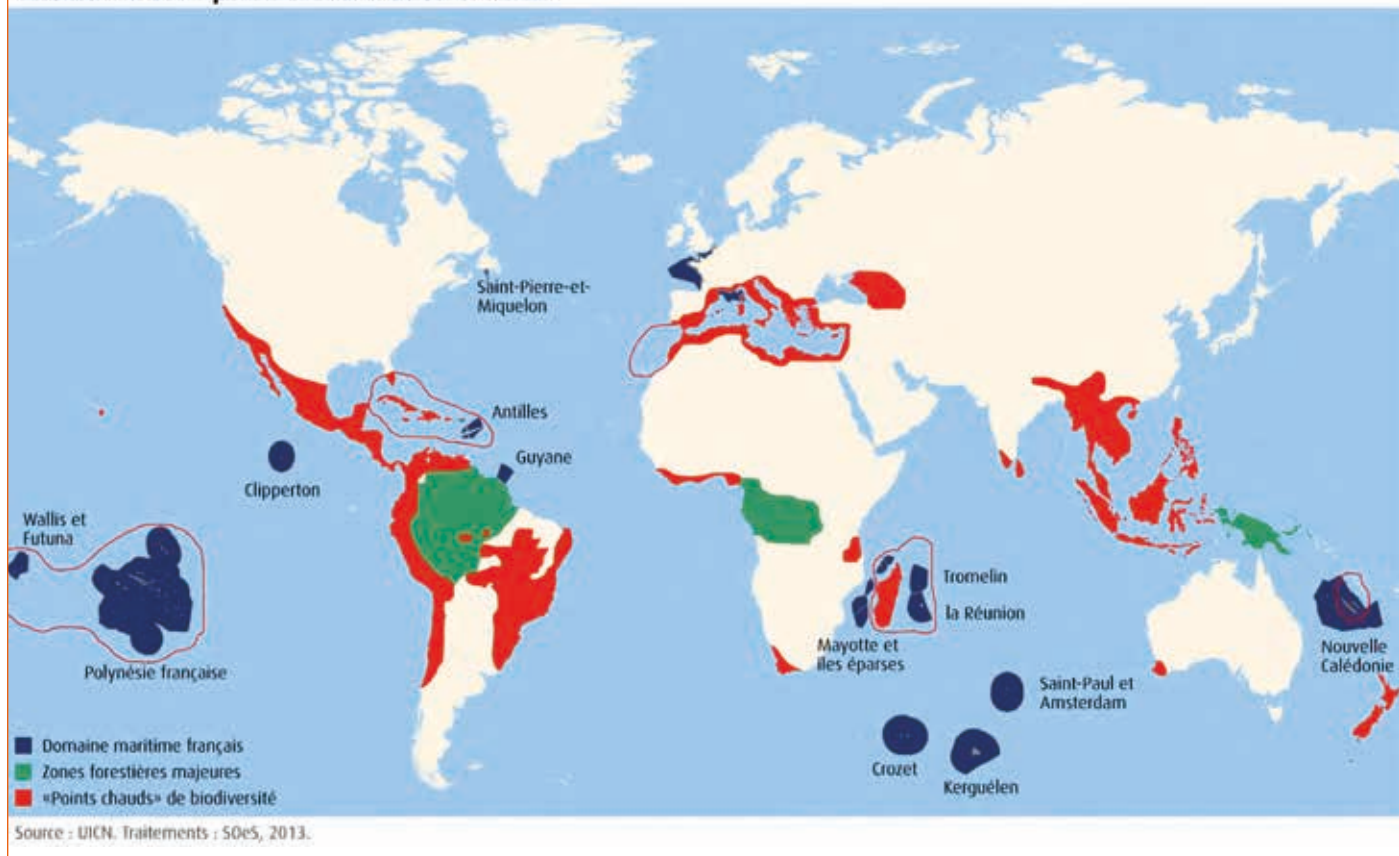 Saint-Pierre-et-
Miquelon
Antilles
Guyane
Clipperton
Wallis et
Futuna
Polynésie française
Tromelin
la Réunion
Mayotte et
îles éparses
Nouvelle
Calédonie
Saint-Paul et
Amsterdam
Crozet
Kerguélen
Domaine maritime français
Zones forestières majeures
«Points chauds» de biodiversité
Source : UICN. Traitements : SOeS, 2013.